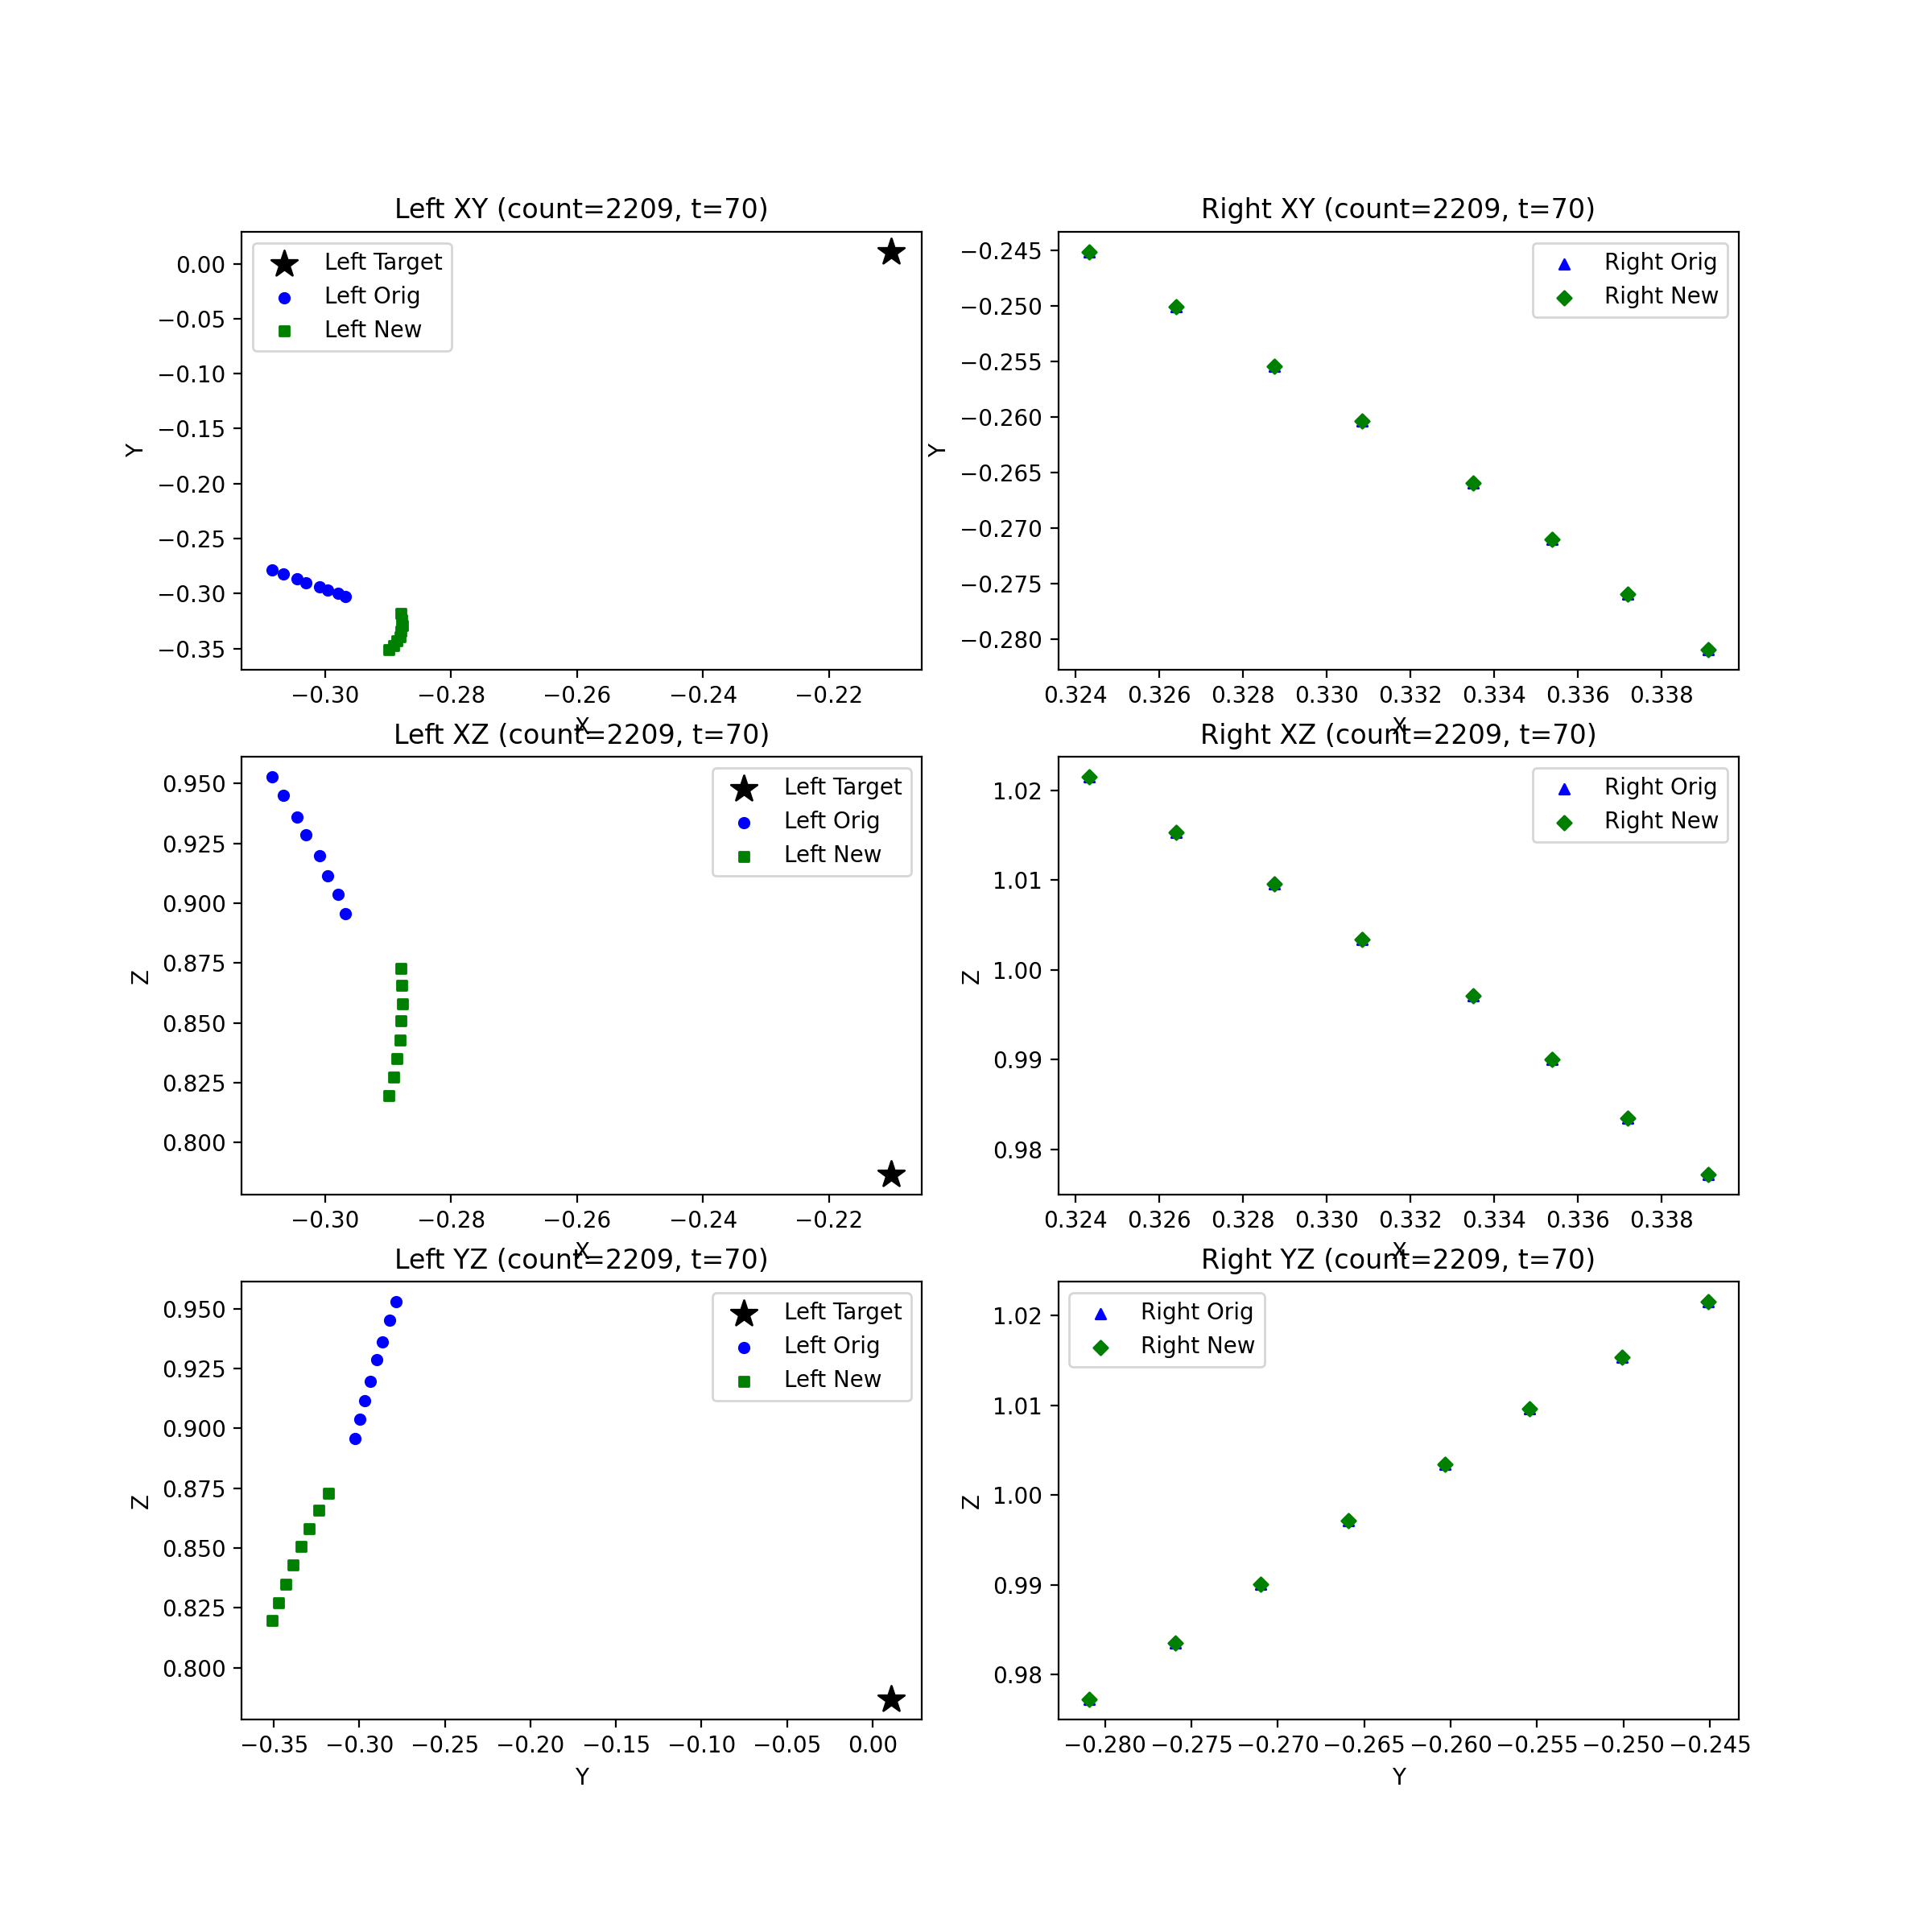 Left XY (count=2209, t=70)
Left Target
Left Orig
Left New
0.00
−0.05
−0.10
−0.15
−0.20
−0.25
−0.30
−0.35
Y
−0.30 −0.28 −0.26 −0.24 −0.22
X
Right XY (count=2209, t=70)
Right Orig
Right New
−0.245
−0.250
−0.255
−0.260
−0.265
−0.270
−0.275
−0.280
Y
0.324 0.326 0.328 0.330 0.332 0.334 0.336 0.338
X
Left XZ (count=2209, t=70)
Left Target
Left Orig
Left New
0.950
0.925
0.900
0.875
0.850
0.825
0.800
Z
−0.30 −0.28 −0.26 −0.24 −0.22
X
Right XZ (count=2209, t=70)
Right Orig
Right New
1.02
1.01
1.00
0.99
0.98
Z
0.324 0.326 0.328 0.330 0.332 0.334 0.336 0.338
X
Left YZ (count=2209, t=70)
Left Target
Left Orig
Left New
0.950
0.925
0.900
0.875
0.850
0.825
0.800
Z
−0.35 −0.30 −0.25 −0.20 −0.15 −0.10 −0.05 0.00
Y
Right YZ (count=2209, t=70)
Right Orig
Right New
1.02
1.01
1.00
0.99
0.98
Z
−0.280 −0.275 −0.270 −0.265 −0.260 −0.255 −0.250 −0.245
Y